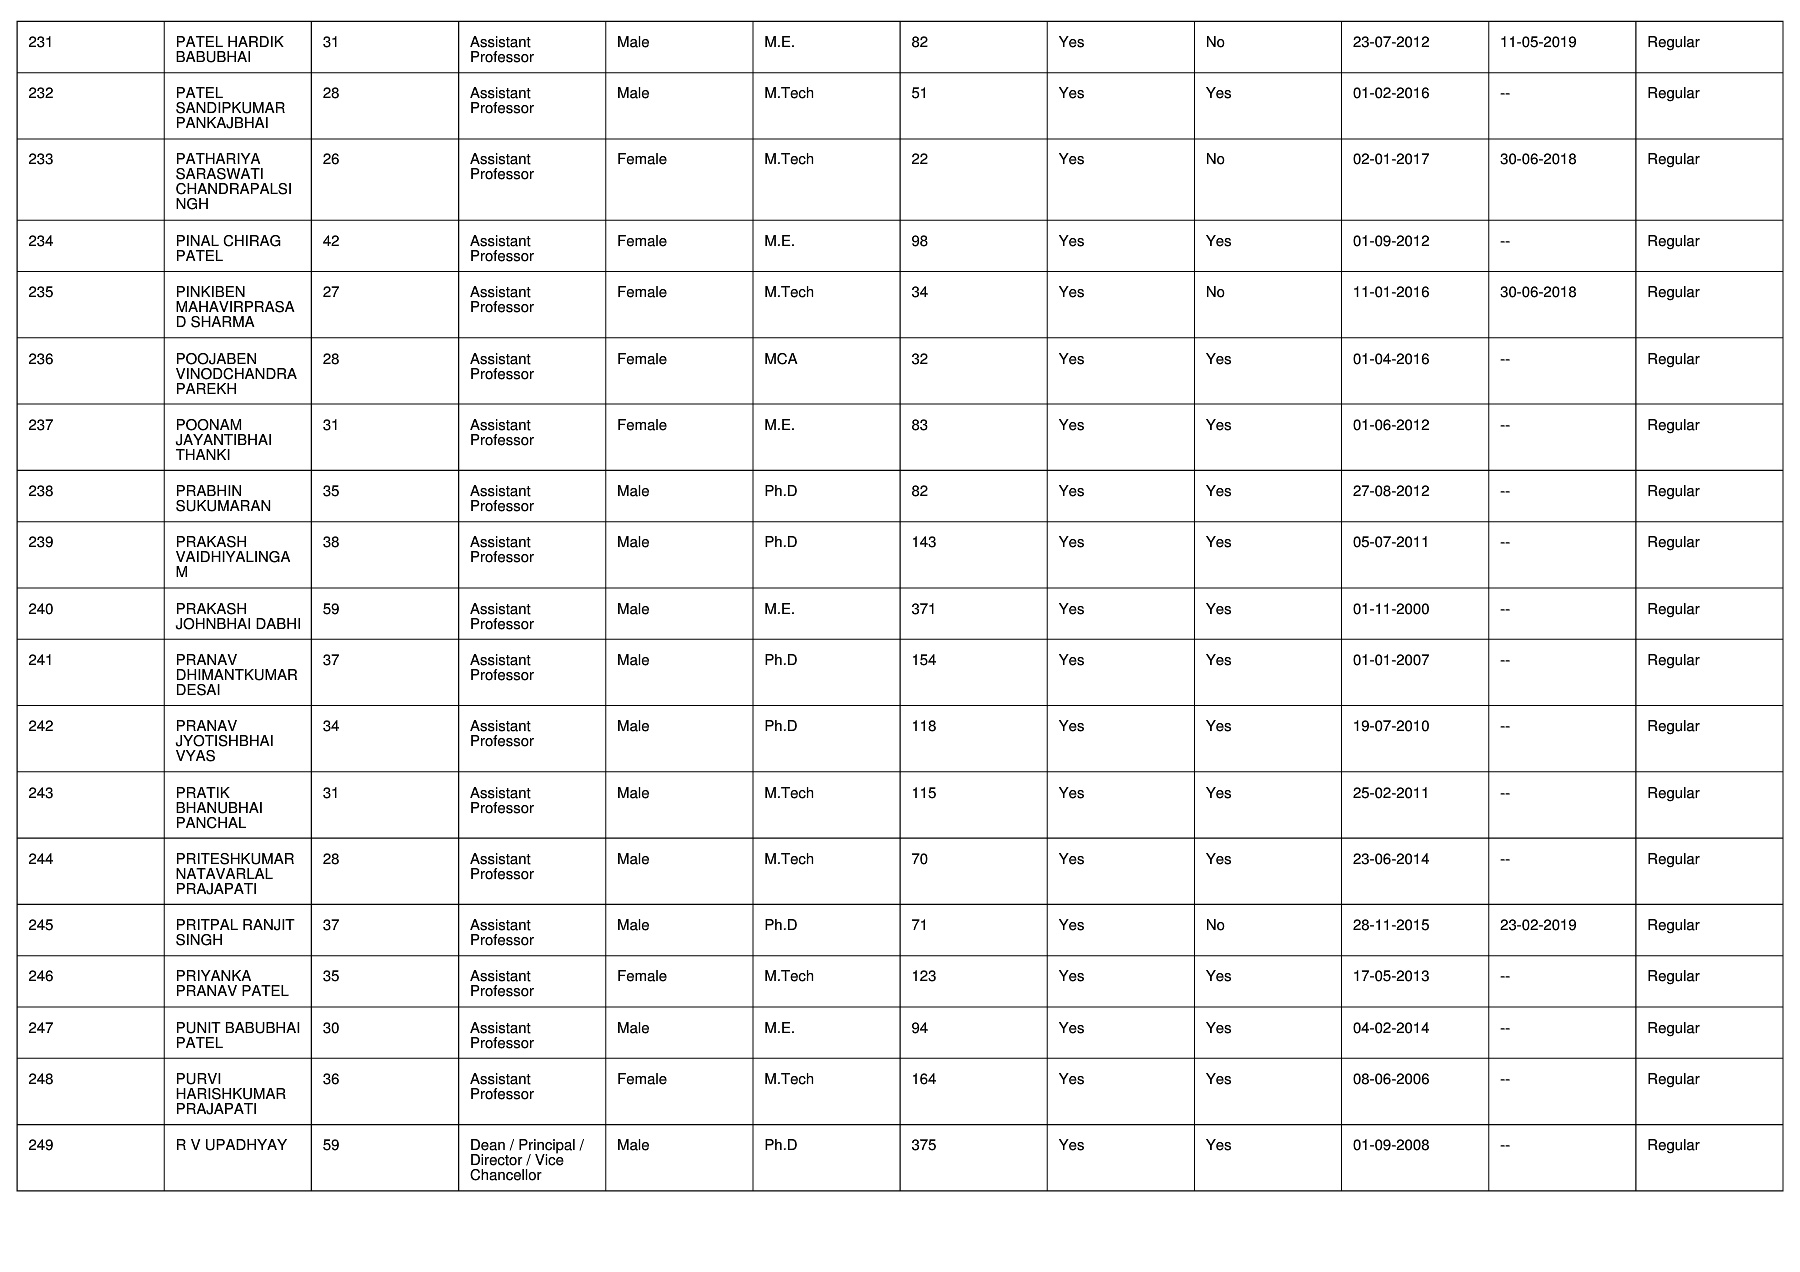 231 PATEL HARDIK 31 Assistant Male M.E. 82 Yes No 23-07-2012 11-05-2019 Regular
BABUBHAI Professor
232 PATEL 28 Assistant Male M.Tech 51 Yes Yes 01-02-2016 -- Regular
SANDIPKUMAR Professor
PANKAJBHAI
233 PATHARIYA 26 Assistant Female M.Tech 22 Yes No 02-01-2017 30-06-2018 Regular
SARASWATI Professor
CHANDRAPALSI
NGH
234 PINAL CHIRAG 42 Assistant Female M.E. 98 Yes Yes 01-09-2012 -- Regular
PATEL Professor
235 PINKIBEN 27 Assistant Female M.Tech 34 Yes No 11-01-2016 30-06-2018 Regular
MAHAVIRPRASA Professor
D SHARMA
236 POOJABEN 28 Assistant Female MCA 32 Yes Yes 01-04-2016 -- Regular
VINODCHANDRA Professor
PAREKH
237 POONAM 31 Assistant Female M.E. 83 Yes Yes 01-06-2012 -- Regular
JAYANTIBHAI Professor
THANKI
238 PRABHIN 35 Assistant Male Ph.D 82 Yes Yes 27-08-2012 -- Regular
SUKUMARAN Professor
239 PRAKASH 38 Assistant Male Ph.D 143 Yes Yes 05-07-2011 -- Regular
VAIDHIYALINGA Professor
M
240 PRAKASH 59 Assistant Male M.E. 371 Yes Yes 01-11-2000 -- Regular
JOHNBHAI DABHI Professor
241 PRANAV 37 Assistant Male Ph.D 154 Yes Yes 01-01-2007 -- Regular
DHIMANTKUMAR Professor
DESAI
242 PRANAV 34 Assistant Male Ph.D 118 Yes Yes 19-07-2010 -- Regular
JYOTISHBHAI Professor
VYAS
243 PRATIK 31 Assistant Male M.Tech 115 Yes Yes 25-02-2011 -- Regular
BHANUBHAI Professor
PANCHAL
244 PRITESHKUMAR 28 Assistant Male M.Tech 70 Yes Yes 23-06-2014 -- Regular
NATAVARLAL Professor
PRAJAPATI
245 PRITPAL RANJIT 37 Assistant Male Ph.D 71 Yes No 28-11-2015 23-02-2019 Regular
SINGH Professor
246 PRIYANKA 35 Assistant Female M.Tech 123 Yes Yes 17-05-2013 -- Regular
PRANAV PATEL Professor
247 PUNIT BABUBHAI 30 Assistant Male M.E. 94 Yes Yes 04-02-2014 -- Regular
PATEL Professor
248 PURVI 36 Assistant Female M.Tech 164 Yes Yes 08-06-2006 -- Regular
HARISHKUMAR Professor
PRAJAPATI
249 R V UPADHYAY 59 Dean / Principal / Male Ph.D 375 Yes Yes 01-09-2008 -- Regular
Director / Vice
Chancellor